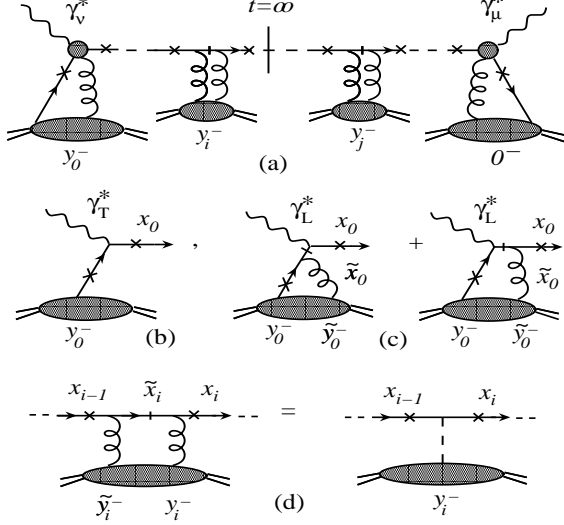 γ*ν t=∞ γ*μ
y0− yi− yj− 0−
(a)
γ*T x0 , γ*L x0 + γ*L x0
x̃0 x̃0
y0− y0− ỹ0− y0− ỹ0−
(b) (c)
xi−1 x̃i xi = xi−1 xi
ỹi− yi− yi−
(d)